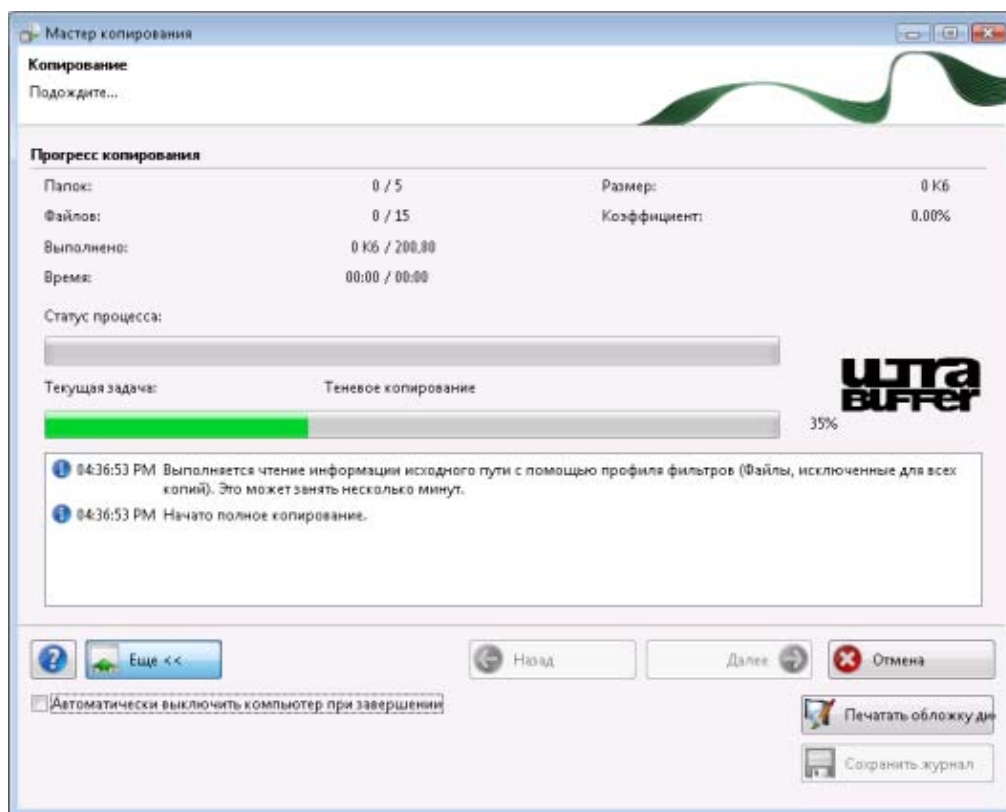 Мастер копирования
Копирование
Подождите...
Прогресс копирования
Папок: 0 / 5 Размер: 0 Кб
Файлов: 0 / 15 Коэффициент: 0.00%
Выполнено: 0 Кб / 200,80
Время: 00:00 / 00:00
Статус процесса:
Текущая задача: Теневое копирование
ultra
BUFFer
35%
04:36:53 PM Выполняется чтение информации исходного пути с помощью профиля фильтров (Файлы, исключенные для всех
копий). Это может занять несколько минут.
04:36:53 PM Начато полное копирование.
Еще <<
Назад
Далее
Отмена
Автоматически выключить компьютер при завершении
Печатать обложку ди
Сохранить журнал